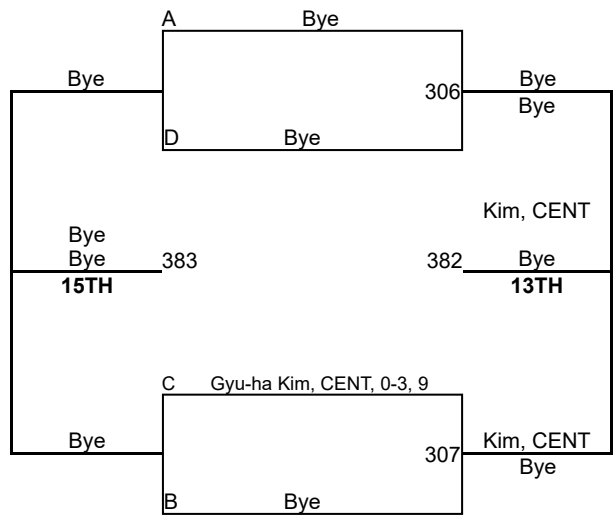 A Bye
Bye 306 Bye
Bye
D Bye
Kim, CENT
Bye
Bye 383 382 Bye
15TH 13TH
C Gyu-ha Kim, CENT, 0-3, 9
Bye 307 Kim, CENT
Bye
B Bye